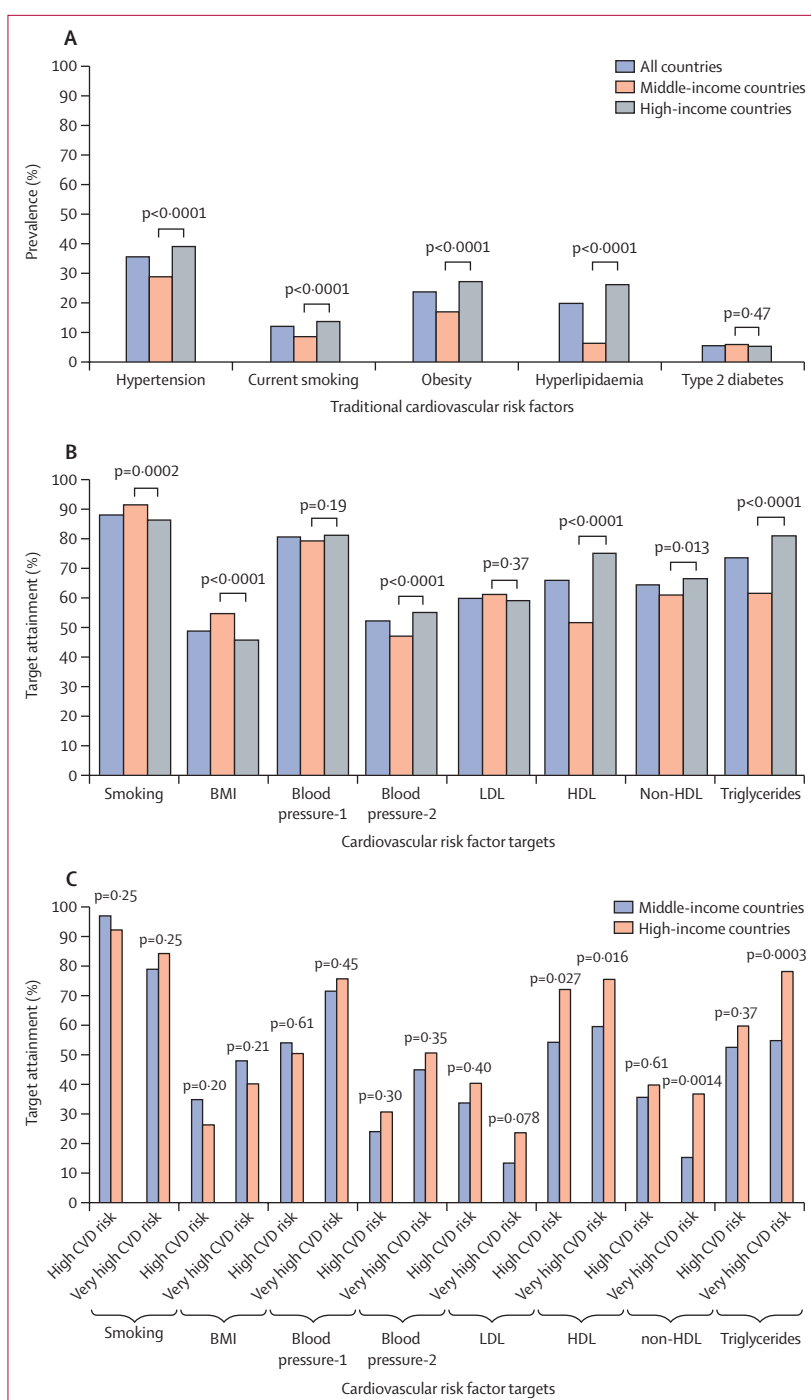 A
100
90
80
70
60
50
40
30
20
10
0
Prevalence (%)
All countries
Middle-income countries
High-income countries
p<0·0001
p<0·0001
p<0·0001
p<0·0001
p=0·47
Hypertension
Current smoking
Obesity
Hyperlipidaemia
Type 2 diabetes
Traditional cardiovascular risk factors
B
100
90
80
70
60
50
40
30
20
10
0
Target attainment (%)
p=0·0002
p<0·0001
p=0·19
p<0·0001
p=0·37
p<0·0001
p=0·013
p<0·0001
Smoking
BMI
Blood
pressure-1
Blood
pressure-2
LDL
HDL
Non-HDL
Triglycerides
Cardiovascular risk factor targets
C
100
90
80
70
60
50
40
30
20
10
0
Target attainment (%)
Middle-income countries
High-income countries
p=0·25
p=0·25
p=0·20
p=0·21
p=0·61
p=0·45
p=0·30
p=0·35
p=0·40
p=0·078
p=0·027
p=0·016
p=0·61
p=0·0014
p=0·37
p=0·0003
High CVD risk
Very high CVD risk
High CVD risk
Very high CVD risk
High CVD risk
Very high CVD risk
High CVD risk
Very high CVD risk
High CVD risk
Very high CVD risk
High CVD risk
Very high CVD risk
High CVD risk
Very high CVD risk
High CVD risk
Very high CVD risk
Smoking
BMI
Blood
pressure-1
Blood
pressure-2
LDL
HDL
non-HDL
Triglycerides
Cardiovascular risk factor targets